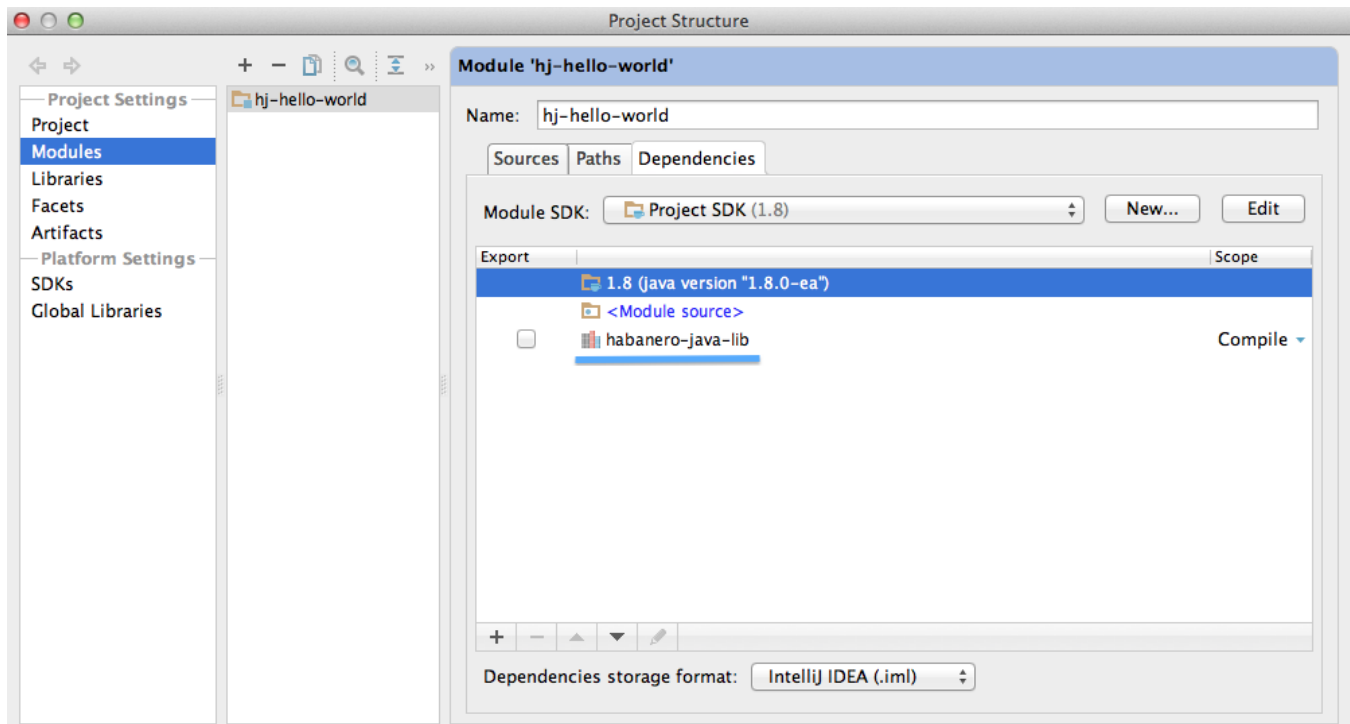 Project Structure
Project Settings
Project
Modules
Libraries
Facets
Artifacts
Platform Settings
SDKs
Global Libraries
hj-hello-world
Module 'hj-hello-world'
Name: hj-hello-world
Sources Paths Dependencies
Module SDK: Project SDK (1.8) New... Edit
Export Scope
1.8 (java version "1.8.0-ea")
<Module source>
habanero-java-lib Compile
Dependencies storage format: IntelliJ IDEA (.iml)